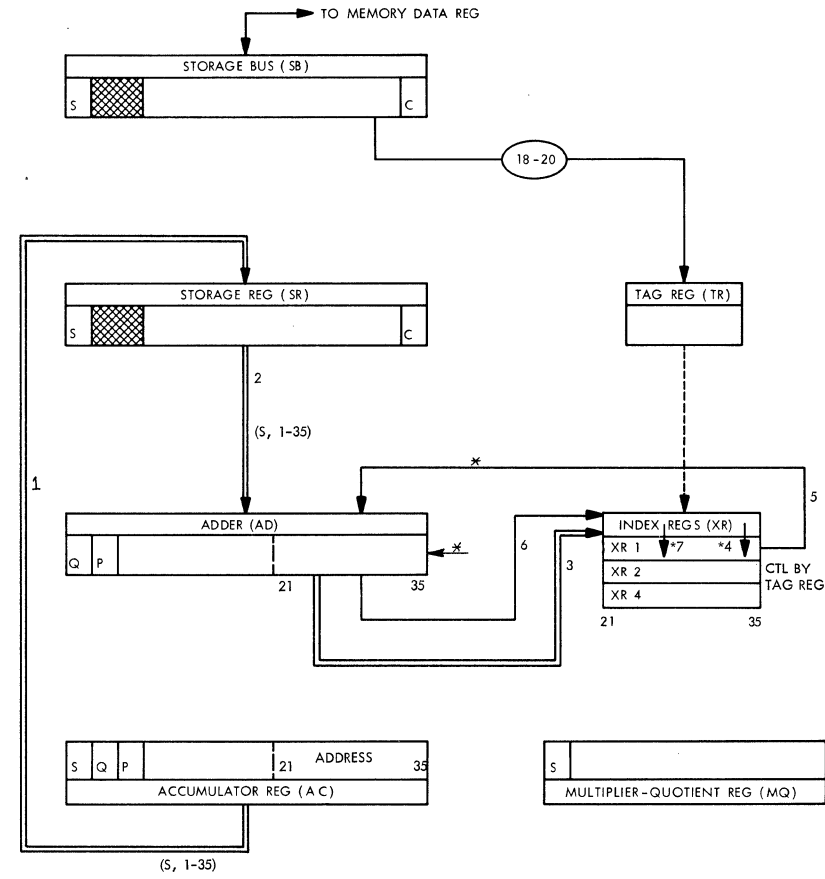 TO MEMORY DATA REG
STORAGE BUS (SB)
S
C
18-20
STORAGE REG (SR)
S
C
TAG REG (TR)
2
(S, 1-35)
1
*
5
ADDER (AD)
Q P
*
21
35
6
3
INDEX REGS (XR)
XR 1 *7 *4
XR 2
XR 4
CTL BY
TAG REG
21
35
S Q P 21 ADDRESS 35
ACCUMULATOR REG (AC)
S
MULTIPLIER-QUOTIENT REG (MQ)
(S, 1-35)